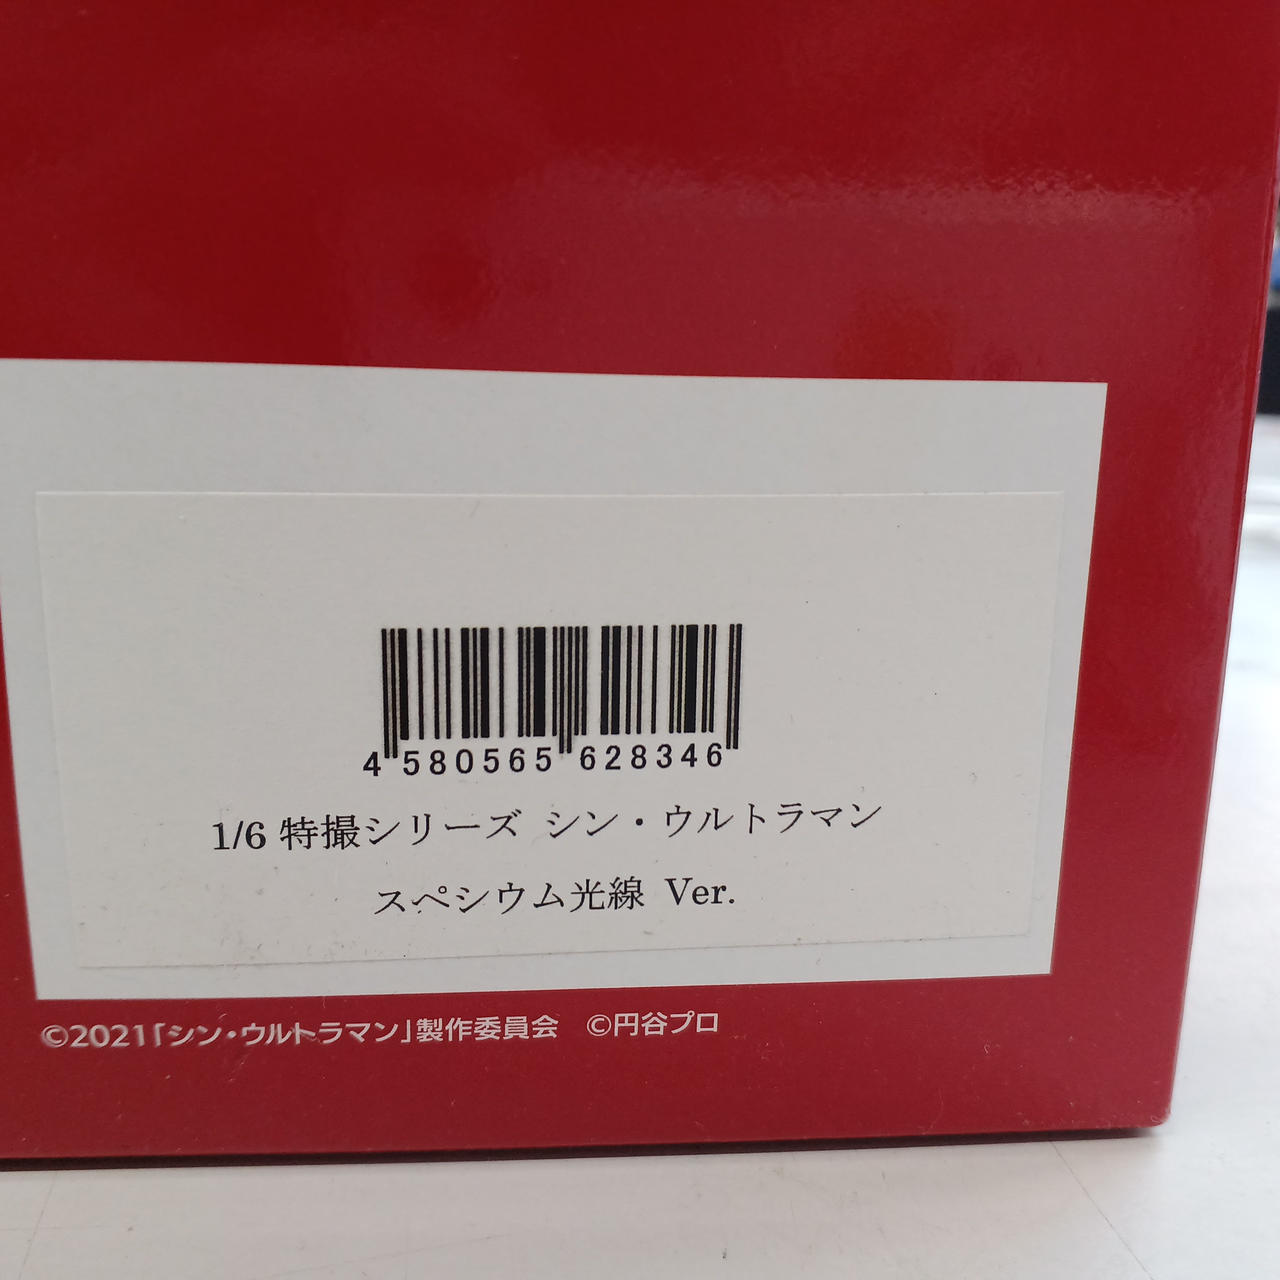 4 580565 628346
1/6 特撮シリーズ シン・ウルトラマン
スペシウム光線 Ver.
©2021「シン・ウルトラマン」製作委員会 ©円谷プロ